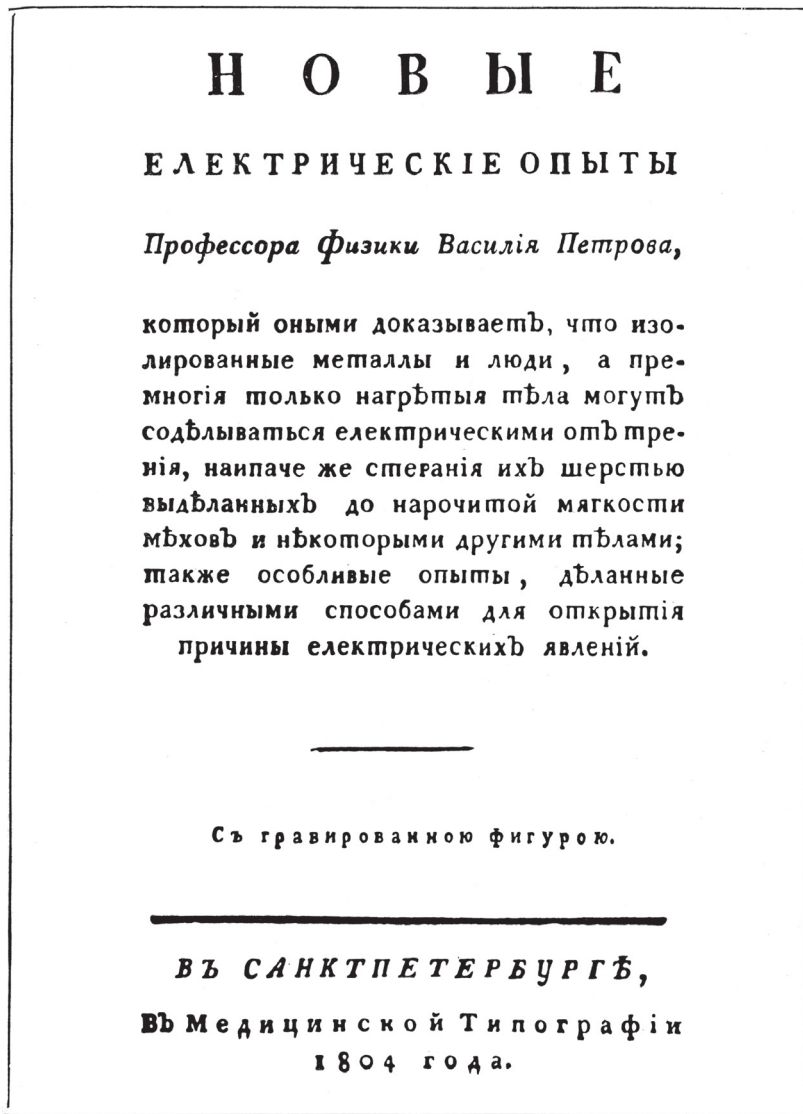 НОВЫЕ
ЕЛЕКТРИЧЕСКІЕ ОПЫТЫ
Профессора физики Василія Петрова,
который оными доказываетъ, что изо-
лированные металлы и люди, а пре-
многія только нагрѣтыя тѣла могутъ
содѣлываться електрическими отъ тре-
нія, наипаче же стеранія ихъ шерстью
выдѣланныхъ до нарочитой мягкости
мѣховъ и нѣкоторыми другими тѣлами;
также особливые опыты, дѣланные
различными способами для открытія
причины електрическихъ явленій.
Съ гравированною фигурою.
ВЪ САНКТПЕТЕРБУРГѢ,
Въ Медицинской Типографіи
1804 года.